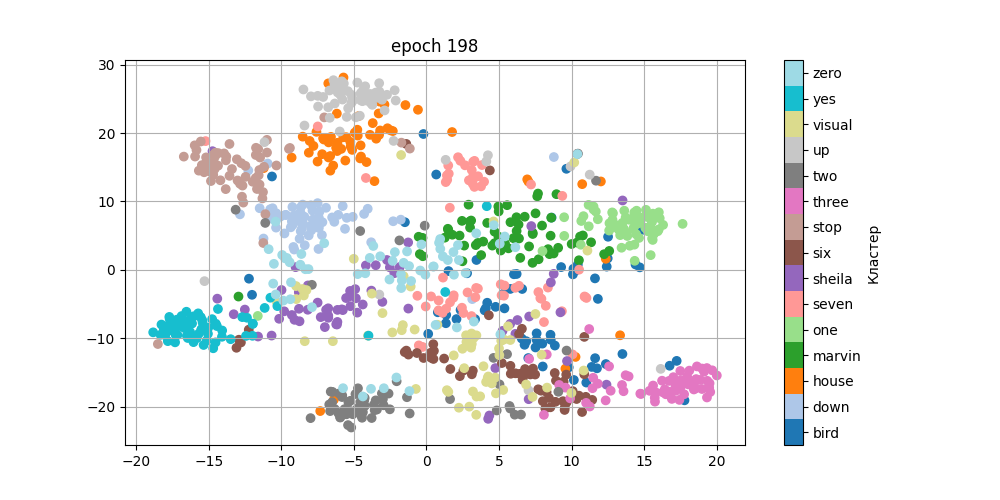 epoch 198
30
20
10
0
−10
−20
−20
−15
−10
−5
0
5
10
15
20
zero
yes
visual
up
two
three
stop
six
sheila
seven
one
marvin
house
down
bird
Кластер